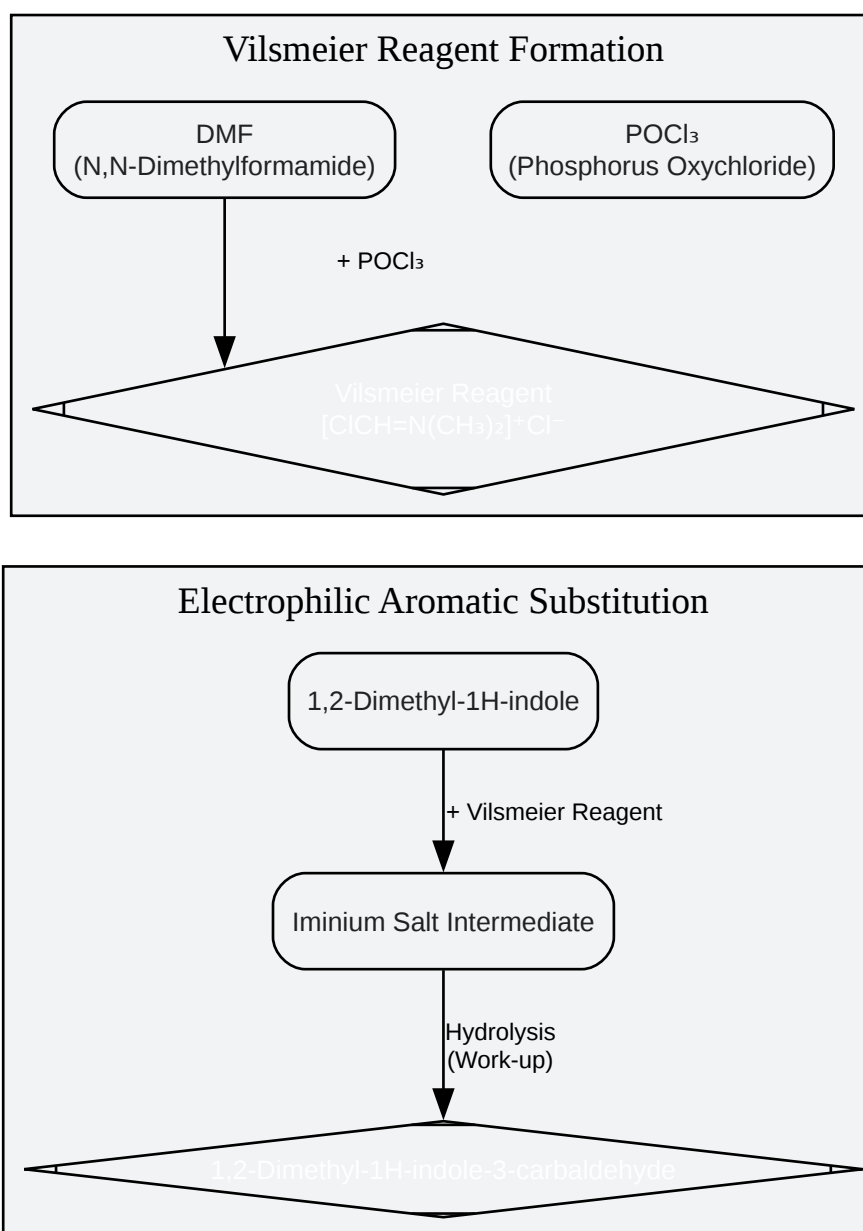 Vilsmeier Reagent Formation
DMF
(N,N-Dimethylformamide)
POCl₃
(Phosphorus Oxychloride)
+ POCl₃
Vilsmeier Reagent
[ClCH=N(CH₃)₂]⁺Cl⁻
Electrophilic Aromatic Substitution
1,2-Dimethyl-1H-indole
+ Vilsmeier Reagent
Iminium Salt Intermediate
Hydrolysis
(Work-up)
1,2-Dimethyl-1H-indole-3-carbaldehyde